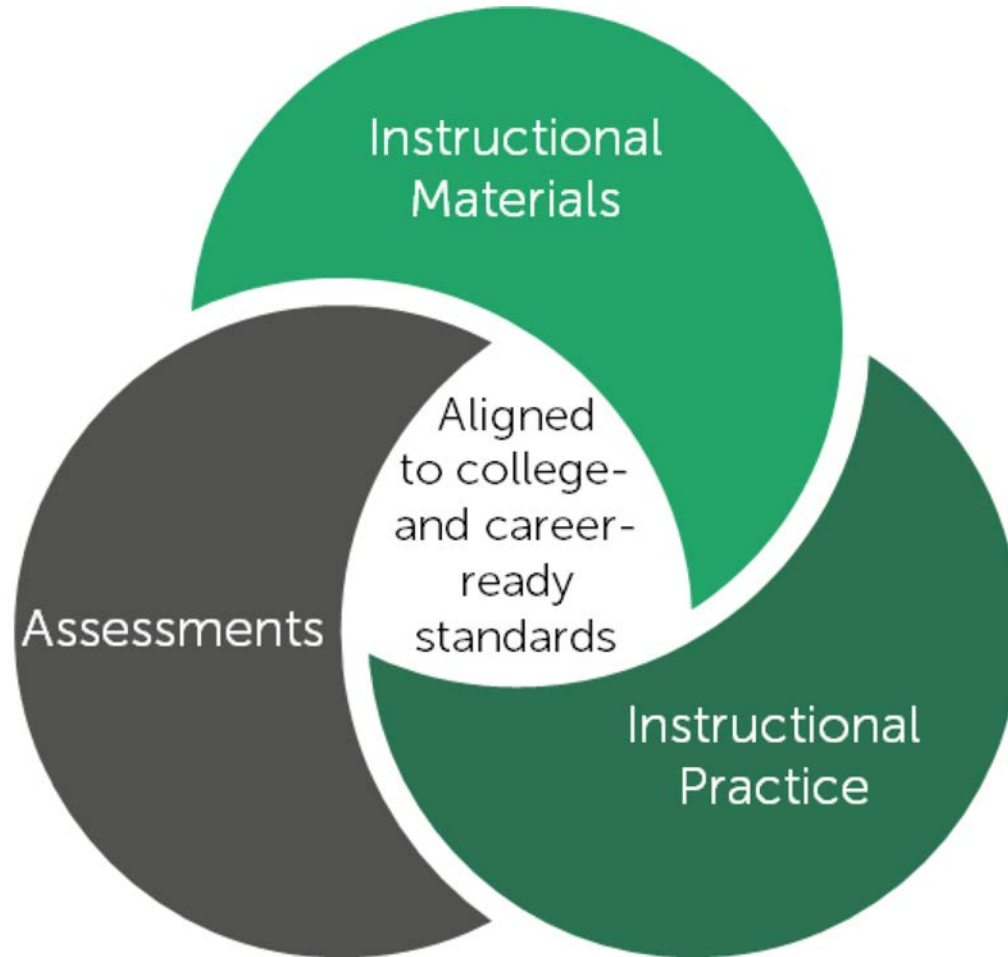 Instructional
Materials
Aligned
to college-
and career-
ready
standards
Assessments
Instructional
Practice